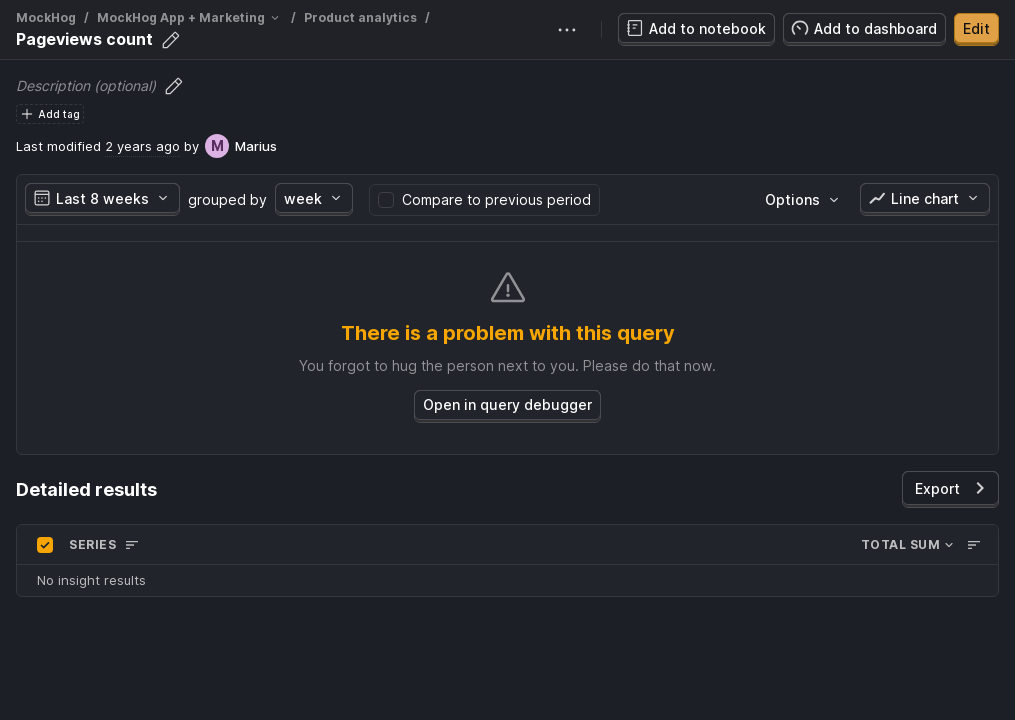 MockHog / MockHog App + Marketing / Product analytics /
Pageviews count
Add to notebook
Add to dashboard
Edit
Description (optional)
Add tag
Last modified 2 years ago by M Marius
Last 8 weeks grouped by week Compare to previous period Options Line chart
There is a problem with this query
You forgot to hug the person next to you. Please do that now.
Open in query debugger
Detailed results
Export
SERIES TOTAL SUM
No insight results